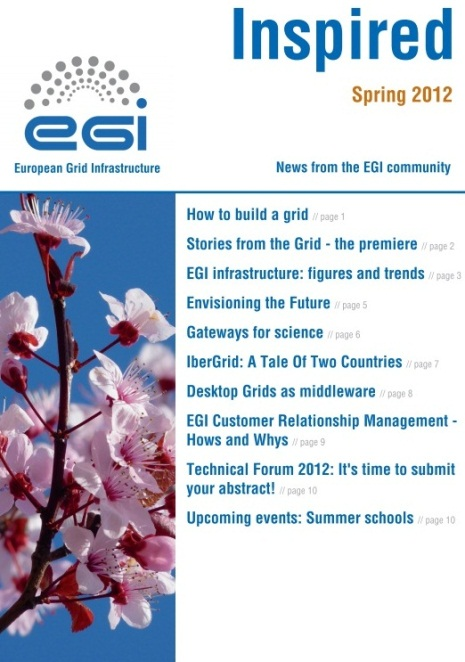 Inspired
Spring 2012
egi
European Grid Infrastructure
News from the EGI community
How to build a grid // page 1
Stories from the Grid - the premiere // page 2
EGI infrastructure: figures and trends // page 3
Envisioning the Future // page 5
Gateways for science // page 6
IberGrid: A Tale Of Two Countries // page 7
Desktop Grids as middleware // page 8
EGI Customer Relationship Management -
Hows and Whys // page 9
Technical Forum 2012: It's time to submit
your abstract! // page 10
Upcoming events: Summer schools // page 10